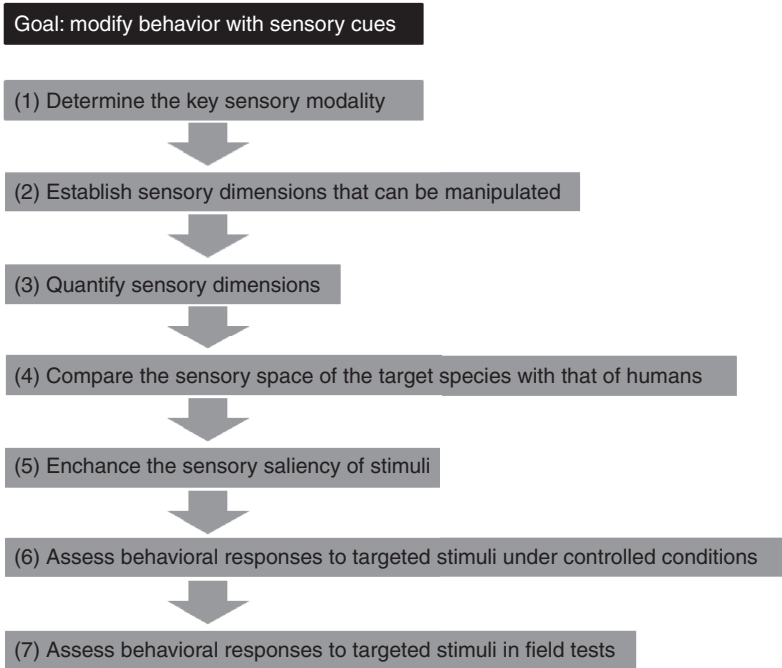 Goal: modify behavior with sensory cues
(1) Determine the key sensory modality
(2) Establish sensory dimensions that can be manipulated
(3) Quantify sensory dimensions
(4) Compare the sensory space of the target species with that of humans
(5) Enchance the sensory saliency of stimuli
(6) Assess behavioral responses to targeted stimuli under controlled conditions
(7) Assess behavioral responses to targeted stimuli in field tests